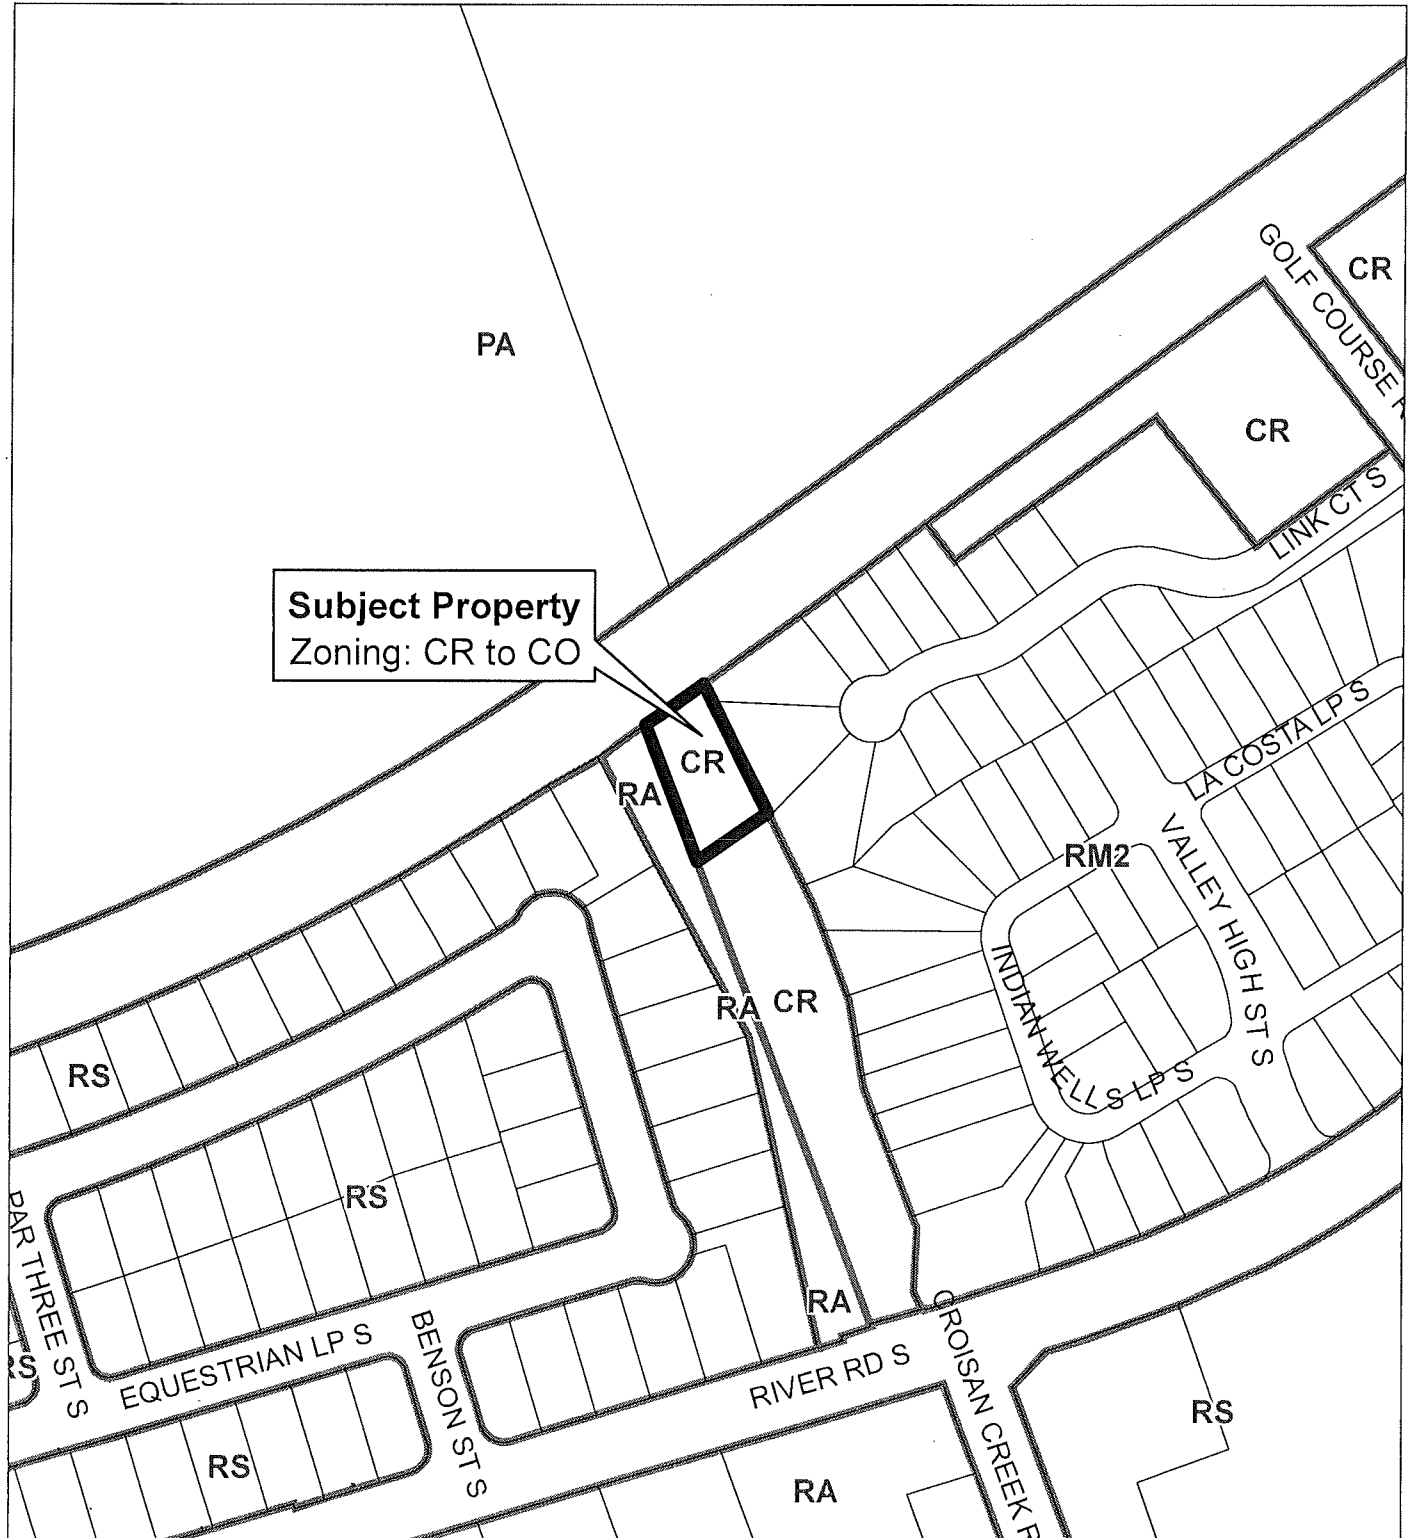 GOLF COURSE R
CR
PA
CR
LINK CT S
Subject Property
Zoning: CR to CO
LA COSTA LP S
CR
RA
RM2
VALLEY HIGH ST S
INDIAN WELLS LP S
RA
CR
RS
RS
PAR THREE ST S
RA
RS
EQUESTRIAN LP S
BENSON ST S
RIVER RD S
CROISAN CREEK R
RS
RS
RA